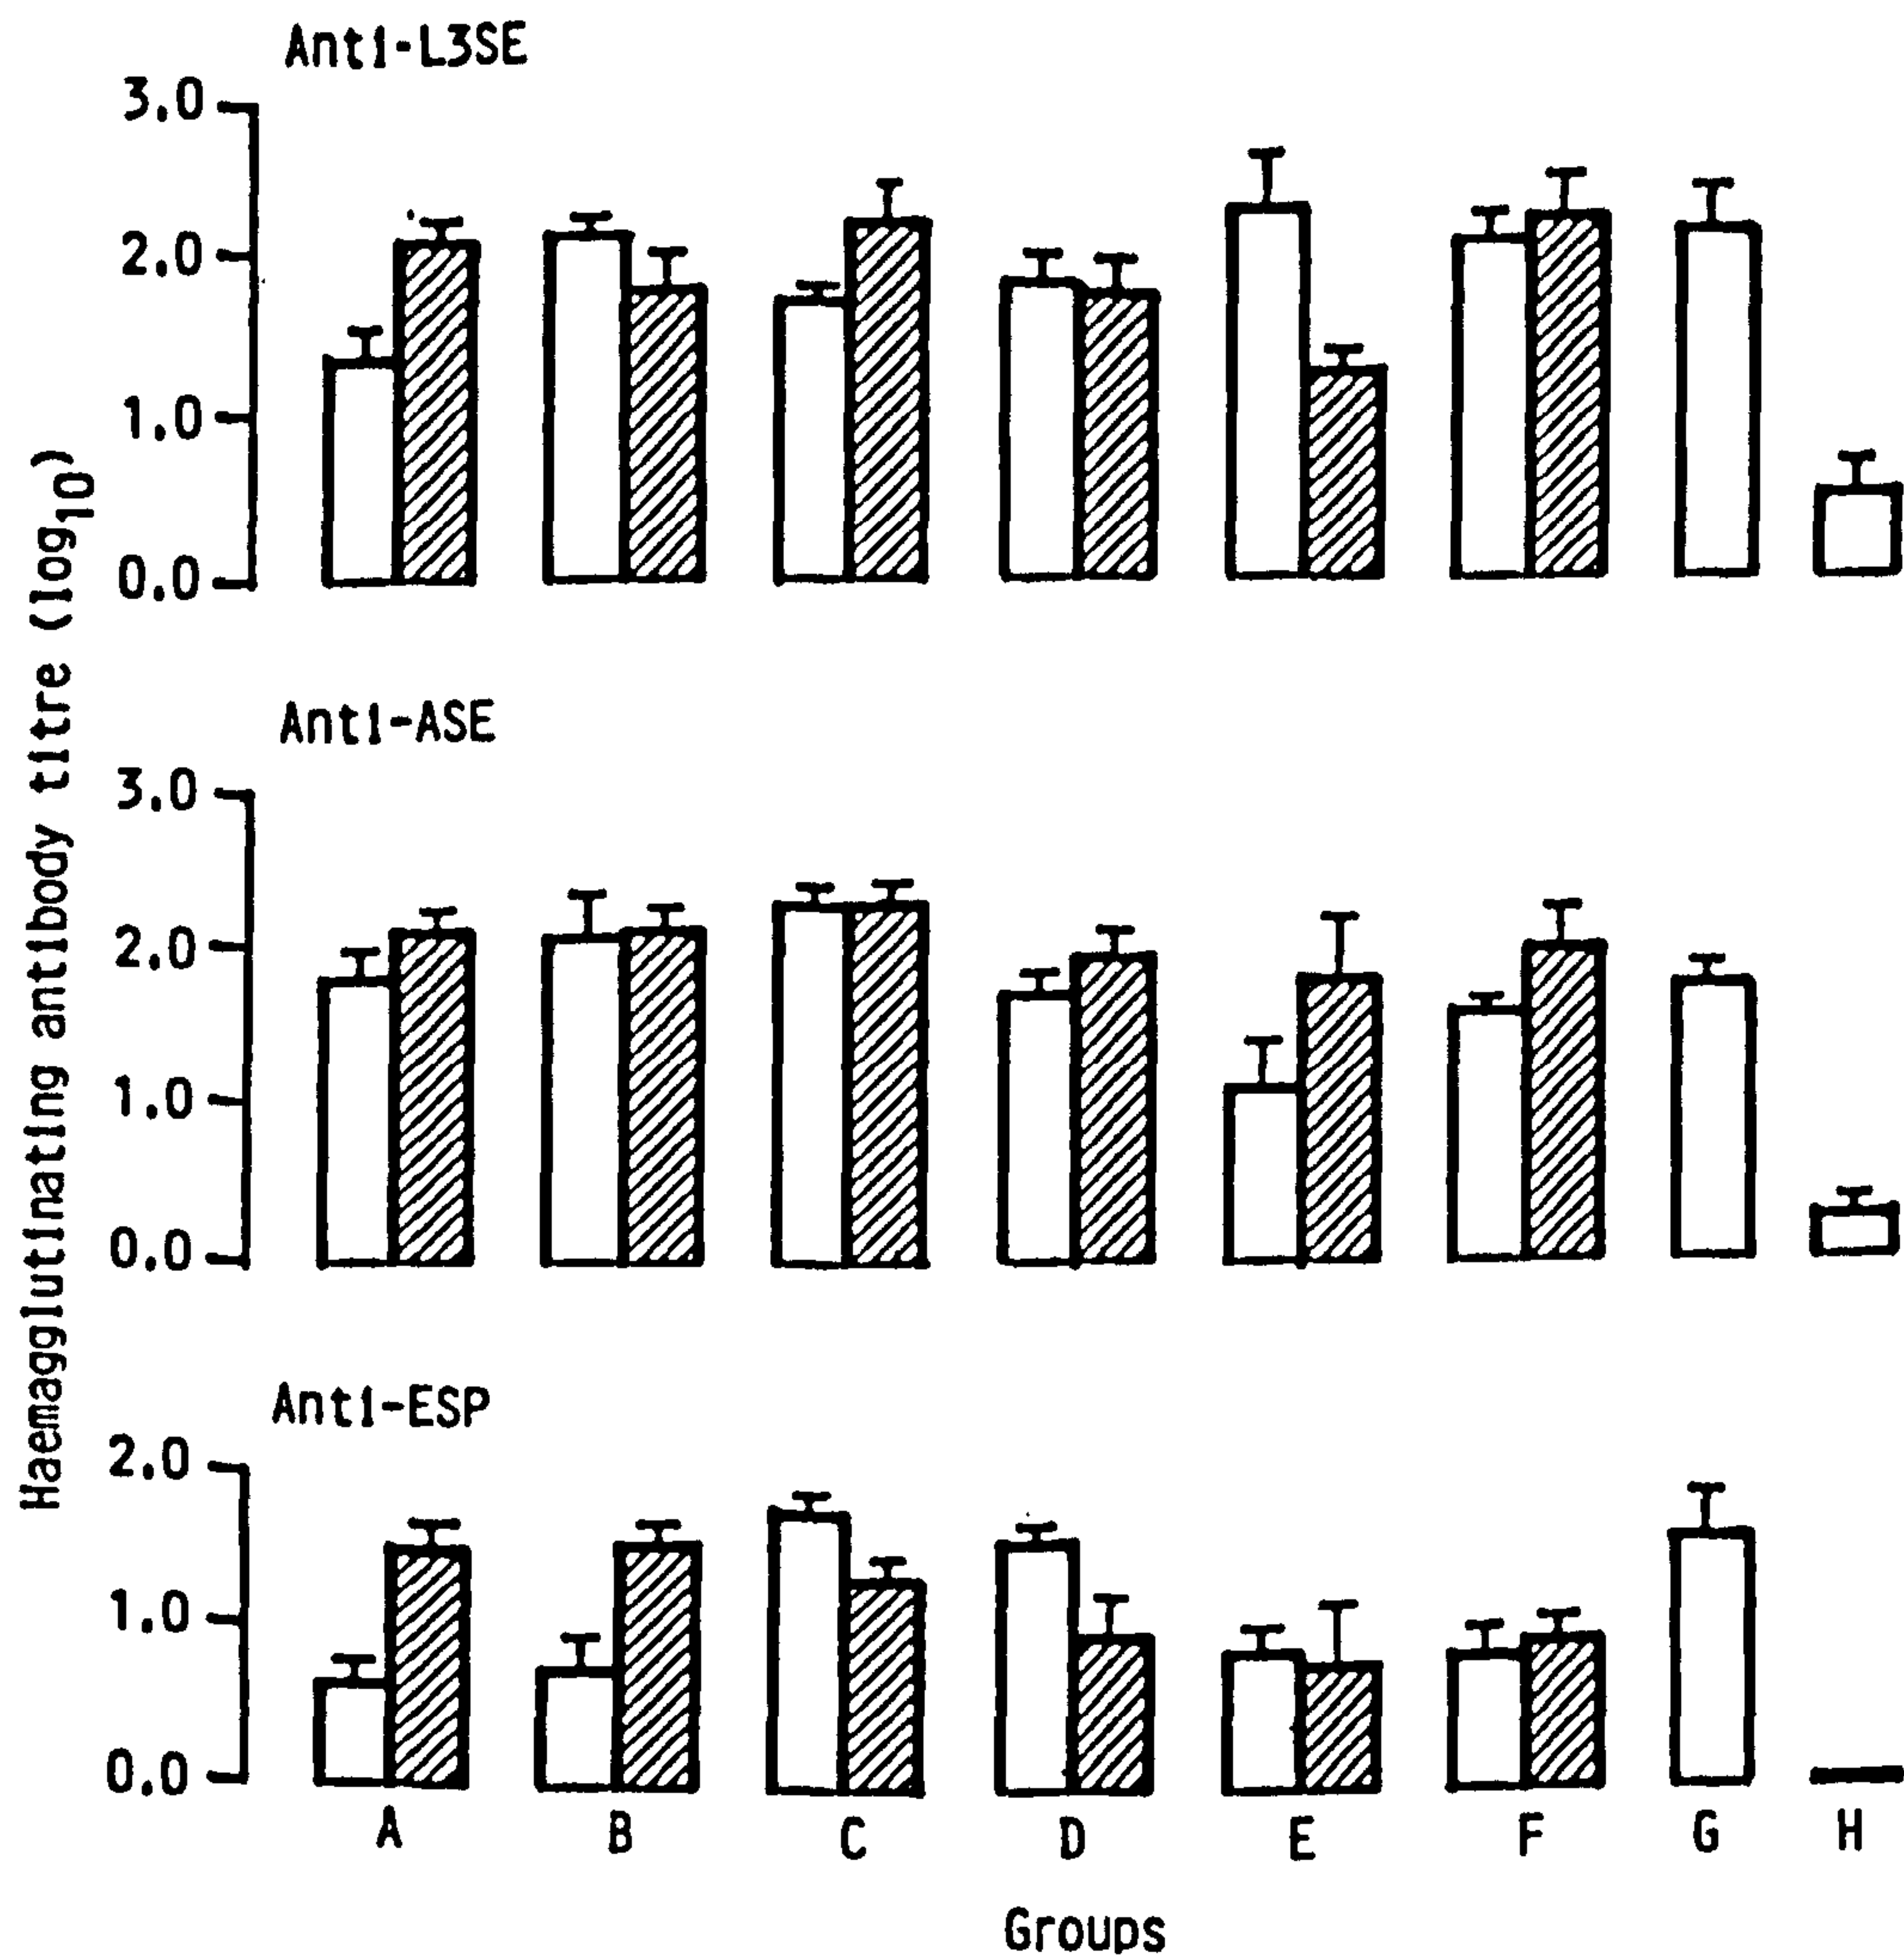 Anti-L3SE
3.0
2.0
1.0
0.0
Haemagglutinating antibody titre (log10)
Anti-ASE
3.0
2.0
1.0
0.0
Anti-ESP
2.0
1.0
0.0
A B C D E F G H
Groups